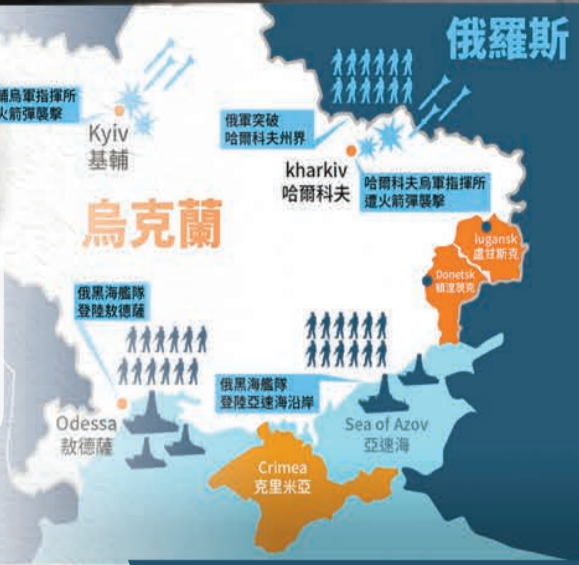 俄羅斯
輔烏軍指揮所
火箭彈襲擊
Kyiv
基輔
俄軍突破
哈爾科夫州界
kharkiv
哈爾科夫
哈爾科夫烏軍指揮所
遭火箭彈襲擊
烏克蘭
lugansk
盧甘斯克
Donetsk
頓涅茨克
俄黑海艦隊
登陸敖德薩
俄黑海艦隊
登陸亞速海沿岸
Odessa
敖德薩
Sea of Azov
亞速海
Crimea
克里米亞